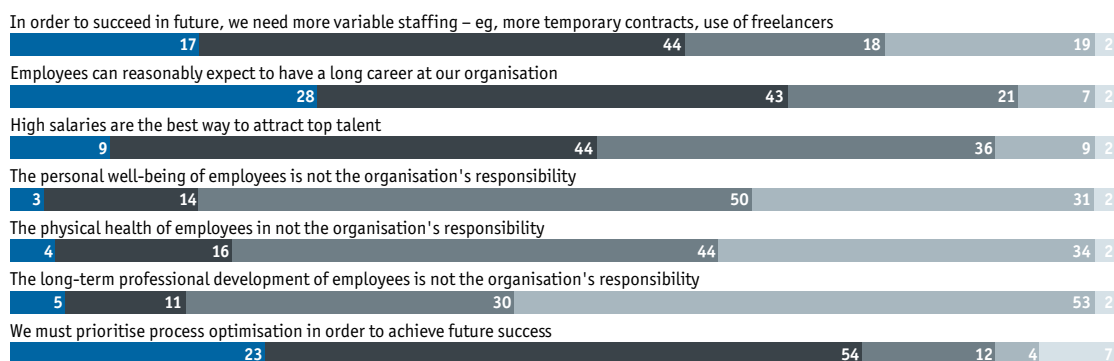 In order to succeed in future, we need more variable staffing – eg, more temporary contracts, use of freelancers
17 44 18 19 2
Employees can reasonably expect to have a long career at our organisation
28 43 21 7 2
High salaries are the best way to attract top talent
9 44 36 9 2
The personal well-being of employees is not the organisation's responsibility
3 14 50 31 2
The physical health of employees in not the organisation's responsibility
4 16 44 34 2
The long-term professional development of employees is not the organisation's responsibility
5 11 30 53 2
We must prioritise process optimisation in order to achieve future success
23 54 12 4 7